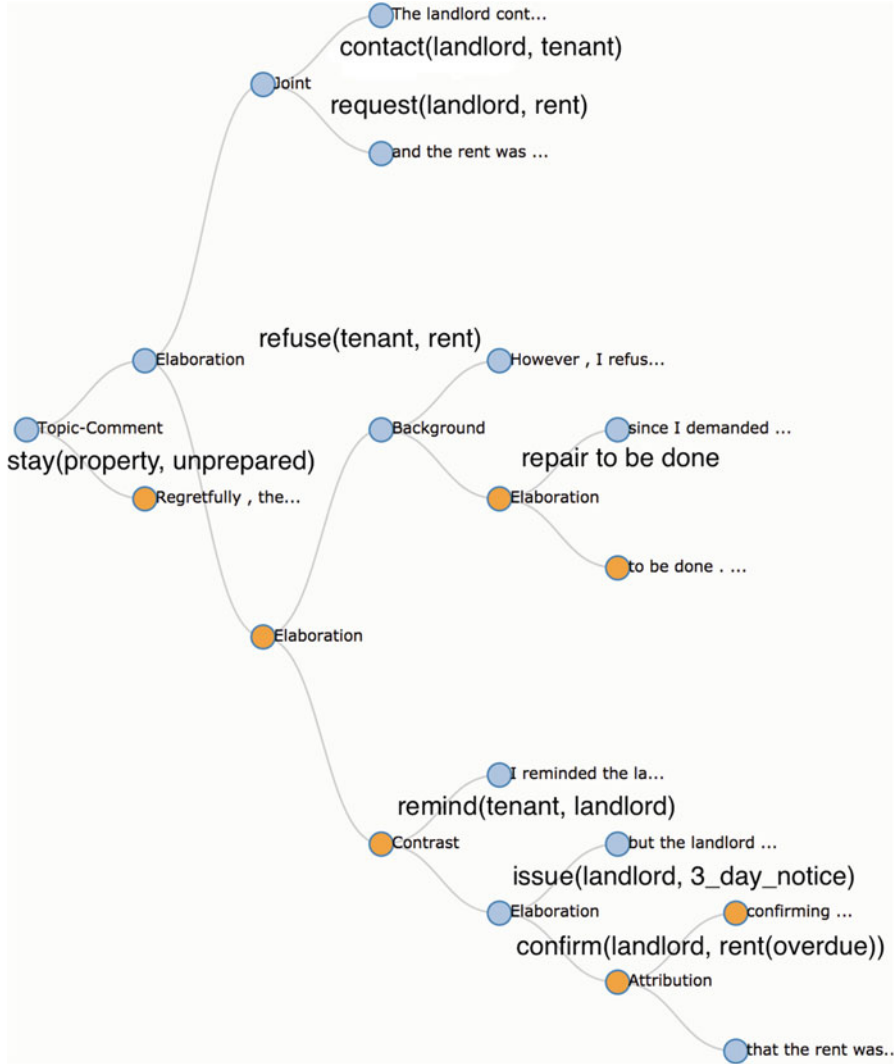 The landlord cont...
contact(landlord, tenant)
Joint
request(landlord, rent)
and the rent was ...
refuse(tenant, rent)
However , I refus...
Elaboration
Topic-Comment
Background
since I demanded ...
stay(property, unprepared)
repair to be done
Regretfully , the...
Elaboration
to be done . ...
Elaboration
I reminded the la...
remind(tenant, landlord)
Contrast
but the landlord ...
issue(landlord, 3_day_notice)
Elaboration
confirming ...
confirm(landlord, rent(overdue))
Attribution
that the rent was...